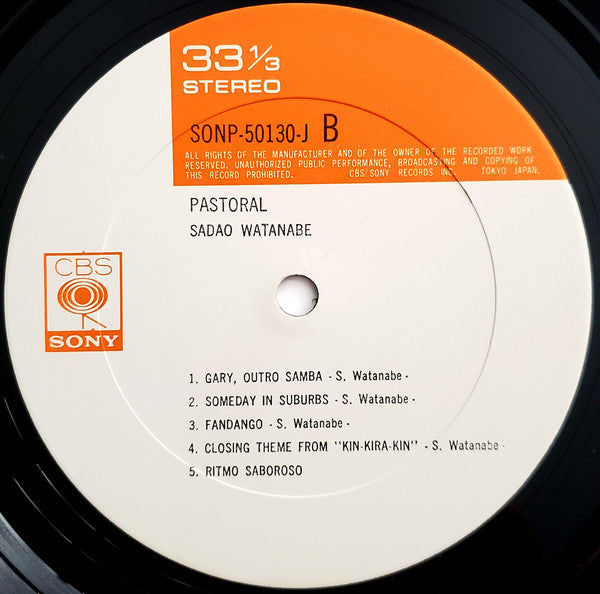 33 1/3
STEREO
SONP-50130-J B
ALL RIGHTS OF THE MANUFACTURER AND OF THE OWNER OF THE RECORDED WORK
RESERVED. UNAUTHORIZED PUBLIC PERFORMANCE, BROADCASTING AND COPYING OF
THIS RECORD PROHIBITED. CBS/SONY RECORDS INC. TOKYO JAPAN.
PASTORAL
SADAO WATANABE
CBS
SONY
1. GARY, OUTRO SAMBA - S. Watanabe -
2. SOMEDAY IN SUBURBS - S. Watanabe -
3. FANDANGO - S. Watanabe -
4. CLOSING THEME FROM "KIN-KIRA-KIN" - S. Watanabe -
5. RITMO SABOROSO